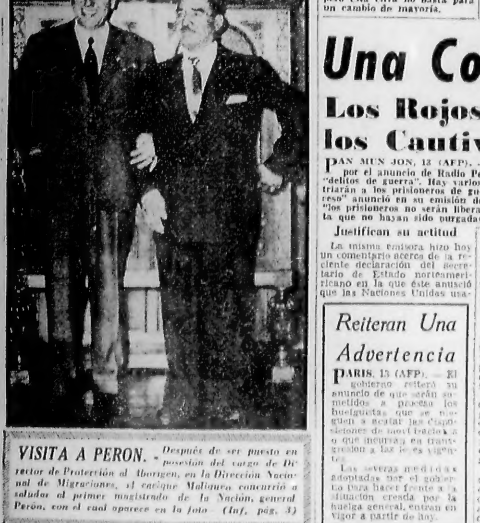 un cambio de mayoría.
Una Co
Los Rojos
los Cautiv
PAN MUN JON, 13 (AFP). -
por el anuncio de Radio Pe
"delitos de guerra". Hay varios
triarán a los prisioneros de gu
reso" anunció en su emisión de
"los prisioneros no serán libera
ta que no hayan sido purgadas
Justifican su actitud
La misma emisora hizo hoy
un comentario acerca de la re-
ciente declaración del Secre-
tario de Estado norteameri-
ricano en la que éste anunció
que las Naciones Unidas usa-
Reiteran Una
Advertencia
PARIS, 13 (AFP). — El
gobierno reiteró su
anuncio de que serán so-
metidos a proceso los
huelguistas que se nie-
guen a acatar las dispo-
siciones de
o que incurran en trans-
gresión a las leyes vigen-
tes.
Las severas medidas
adoptadas por el gobier-
no para hacer frente a la
situación creada por la
huelga general, entran en
vigor a partir de hoy.
VISITA A PERON. - Después de ser puesto en
posesión del cargo de Di-
rector de Protección al Aborigen, en la Dirección Nacio-
nal de Migraciones, el cacique Maliqueo concurrió a
saludar al primer magistrado de la Nación, general
Perón, con el cual aparece en la foto - (Inf. pág. 3)